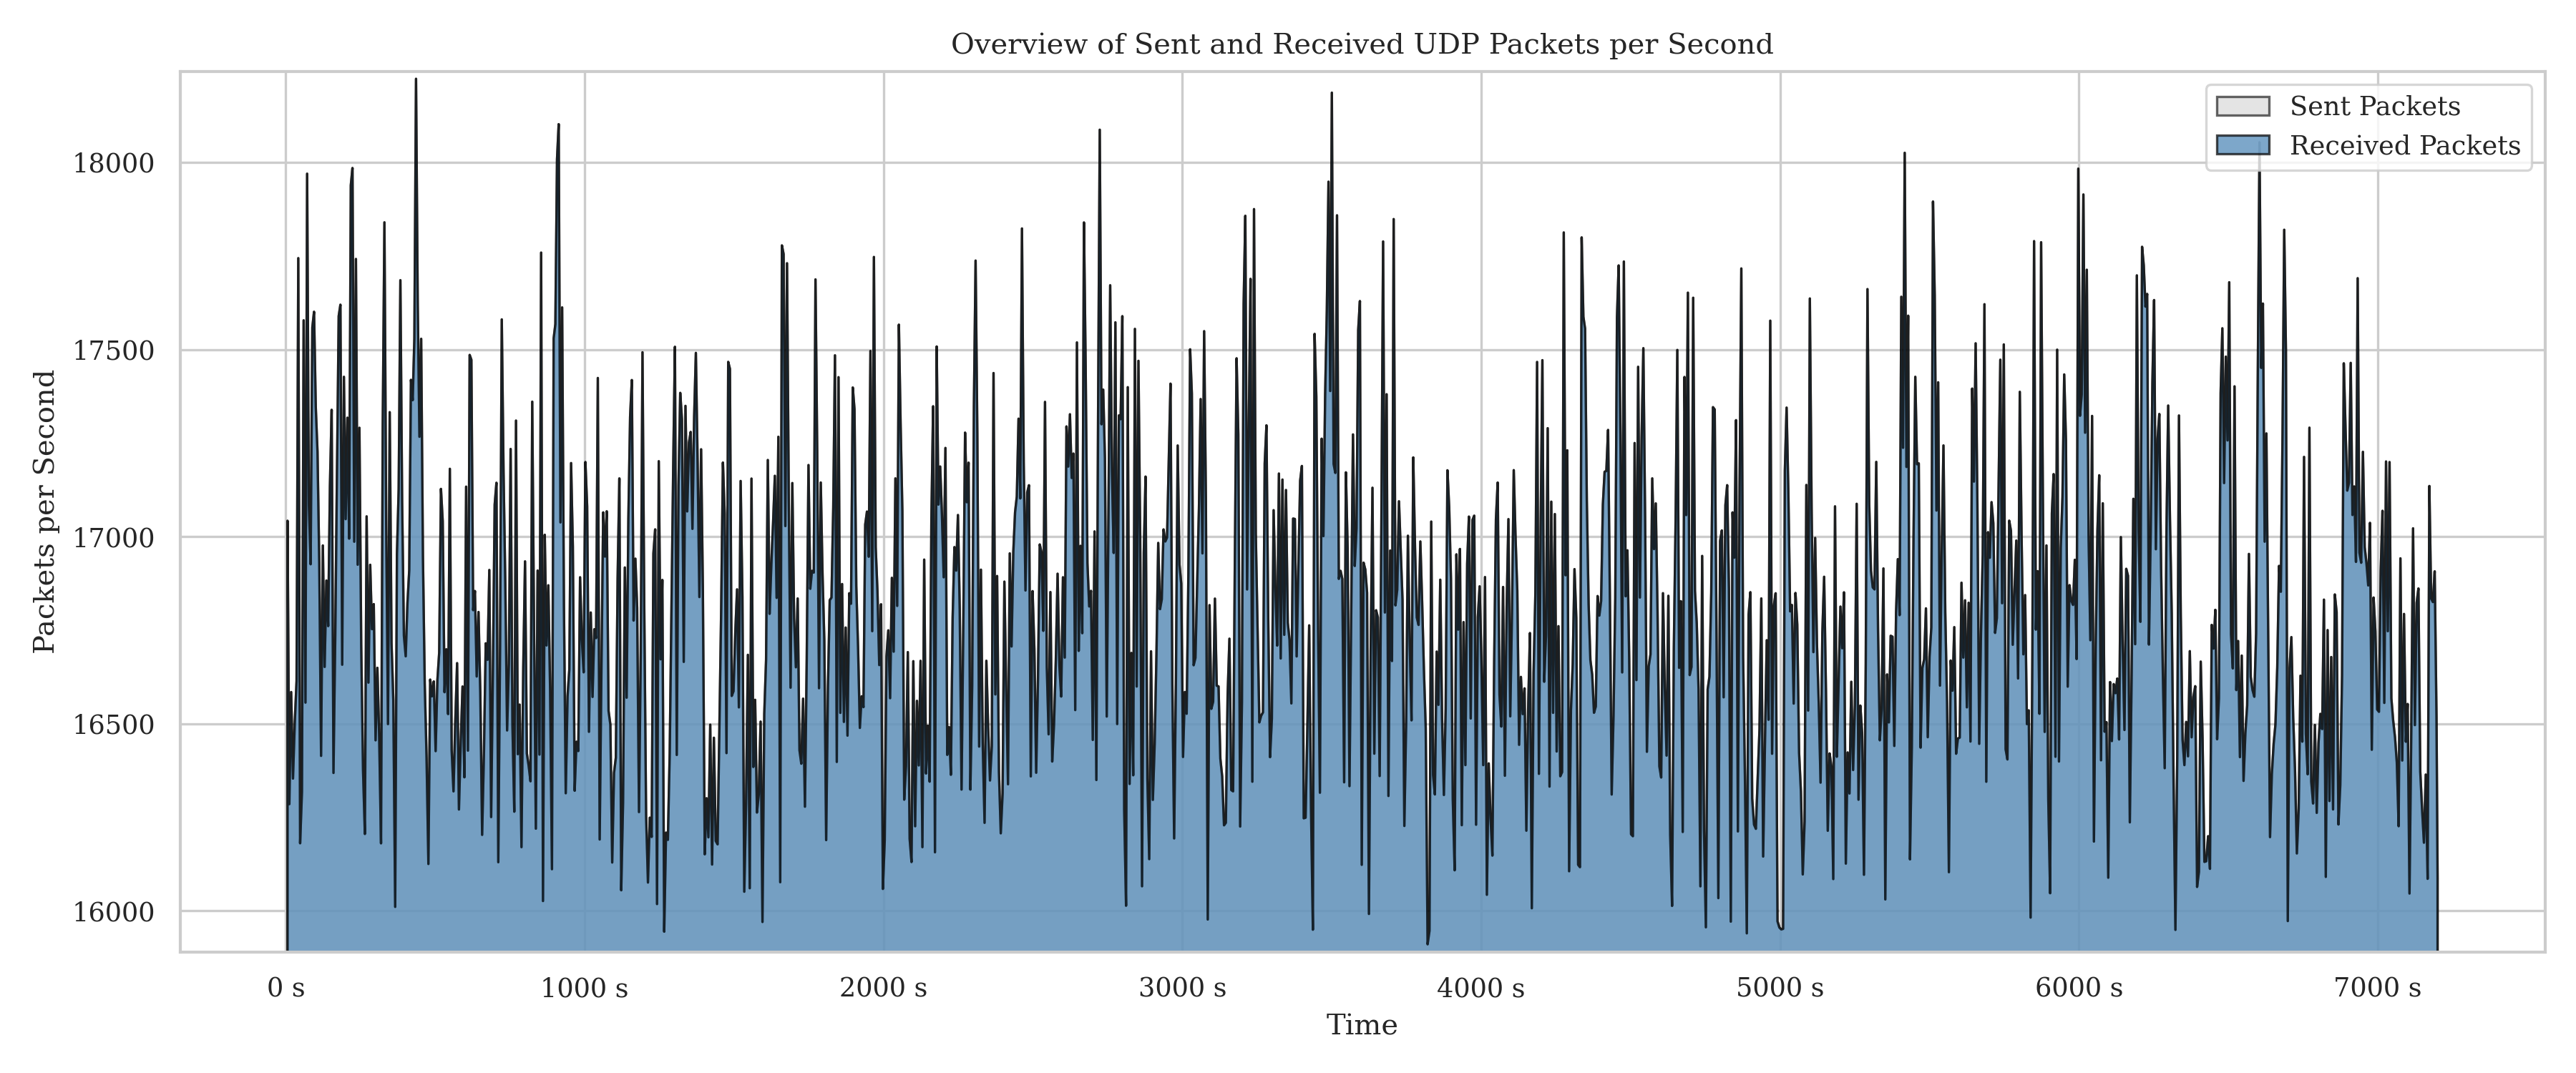 Overview of Sent and Received UDP Packets per Second
Sent Packets
Received Packets
Packets per Second
18000
17500
17000
16500
16000
0 s
1000 s
2000 s
3000 s
4000 s
5000 s
6000 s
7000 s
Time